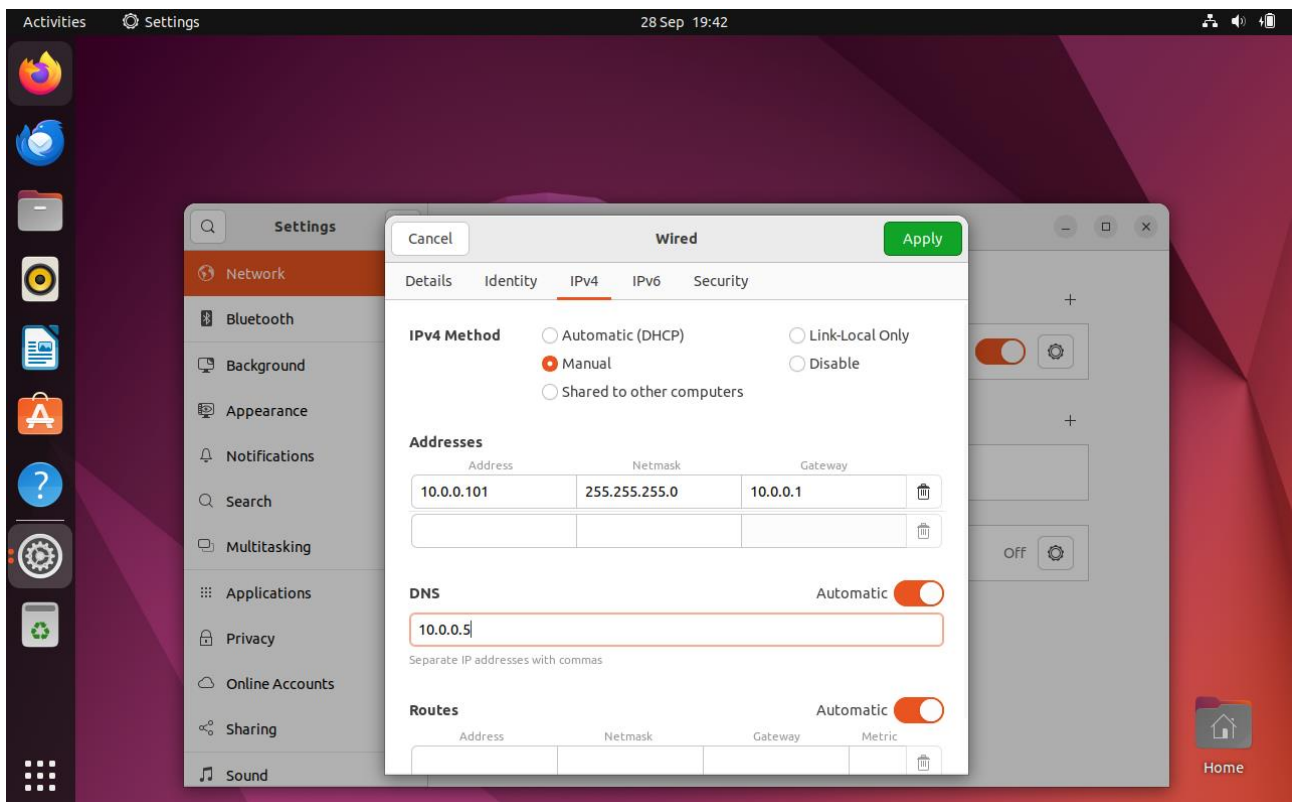 Activities Settings 28 Sep 19:42
Settings
Network
Bluetooth
Background
Appearance
Notifications
Search
Multitasking
Applications
Privacy
Online Accounts
Sharing
Sound
Cancel Wired Apply
Details Identity IPv4 IPv6 Security
IPv4 Method Automatic (DHCP) Link-Local Only
Manual Disable
Shared to other computers
Addresses
Address Netmask Gateway
10.0.0.101 255.255.255.0 10.0.0.1
DNS Automatic
10.0.0.5
Separate IP addresses with commas
Routes Automatic
Address Netmask Gateway Metric
Off
Home